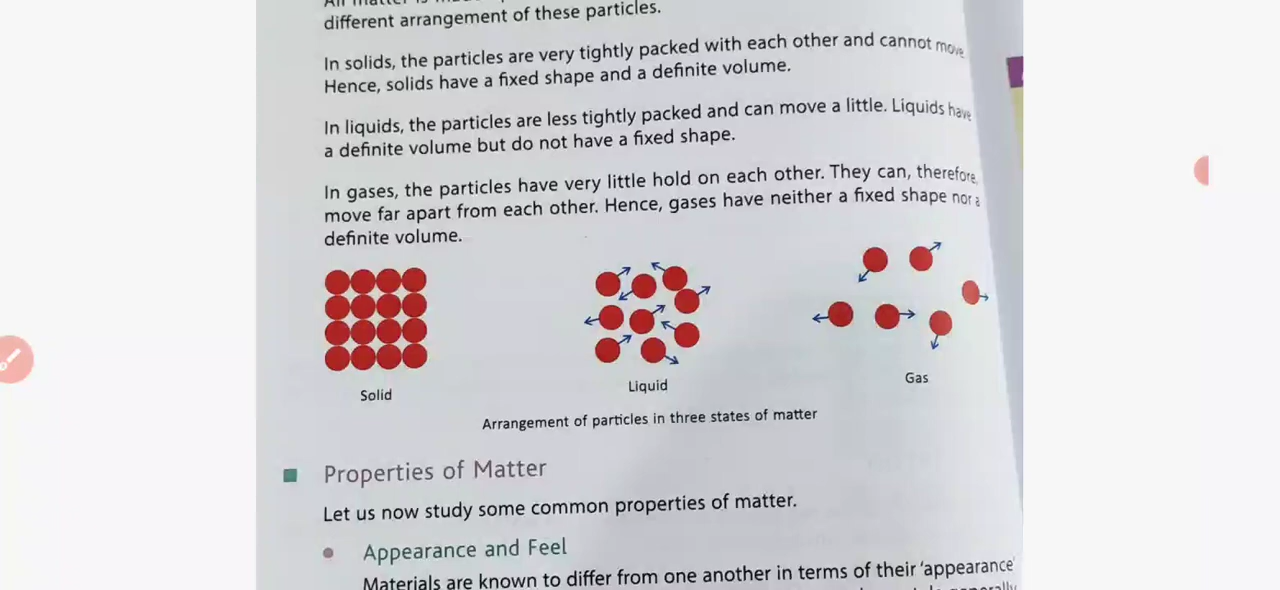 different arrangement of these particles.
In solids, the particles are very tightly packed with each other and cannot move
Hence, solids have a fixed shape and a definite volume.
In liquids, the particles are less tightly packed and can move a little. Liquids have
a definite volume but do not have a fixed shape.
In gases, the particles have very little hold on each other. They can, therefore,
move far apart from each other. Hence, gases have neither a fixed shape nor a
definite volume.
Solid
Liquid
Gas
Arrangement of particles in three states of matter
Properties of Matter
Let us now study some common properties of matter.
Appearance and Feel
Materials are known to differ from one another in terms of their 'appearance'